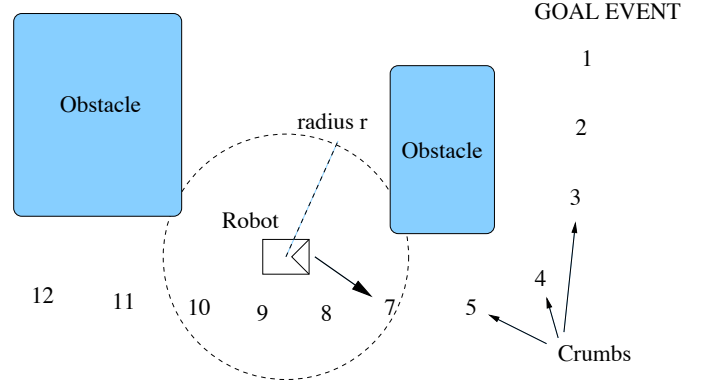 GOAL EVENT
1
Obstacle
radius r
2
Obstacle
3
Robot
4
12
11
10
9
8
7
5
Crumbs